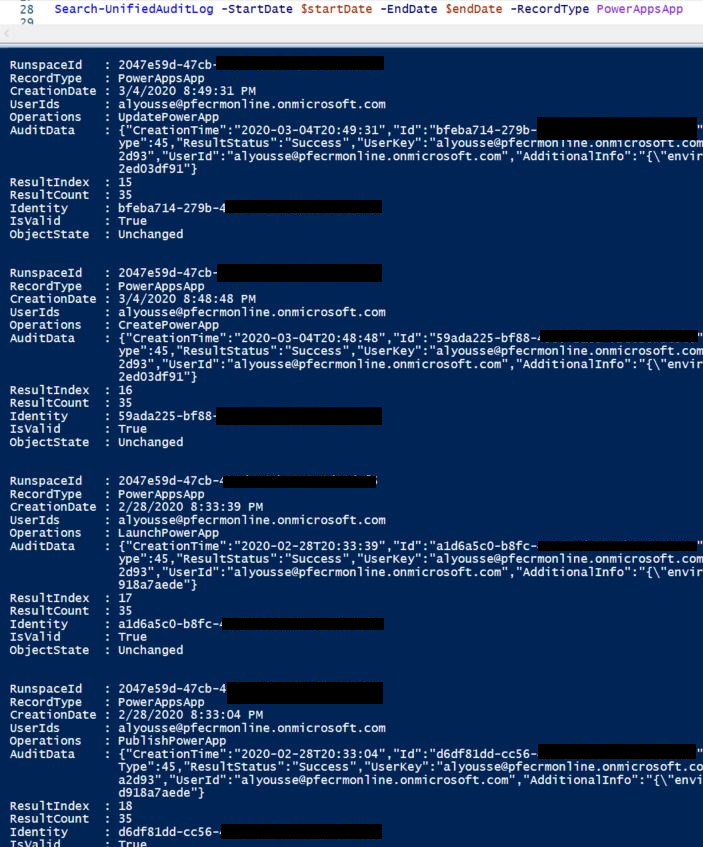 28 Search-UnifiedAuditLog -StartDate $startDate -EndDate $endDate -RecordType PowerAppsApp
29
RunspaceId : 2047e59d-47cb-
RecordType : PowerAppsApp
CreationDate : 3/4/2020 8:49:31 PM
UserIds : alyousse@pfecrmonline.onmicrosoft.com
Operations : UpdatePowerApp
AuditData : {"CreationTime":"2020-03-04T20:49:31","Id":"bfeba714-279b-
ype":45,"ResultStatus":"Success","UserKey":"alyousse@pfecrmonline.onmicrosoft.com
2d93","UserId":"alyousse@pfecrmonline.onmicrosoft.com","AdditionalInfo":"{\"envir
2ed03df91"}
ResultIndex : 15
ResultCount : 35
Identity : bfeba714-279b-4
IsValid : True
ObjectState : Unchanged
RunspaceId : 2047e59d-47cb-
RecordType : PowerAppsApp
CreationDate : 3/4/2020 8:48:48 PM
UserIds : alyousse@pfecrmonline.onmicrosoft.com
Operations : CreatePowerApp
AuditData : {"CreationTime":"2020-03-04T20:48:48","Id":"59ada225-bf88-4
ype":45,"ResultStatus":"Success","UserKey":"alyousse@pfecrmonline.onmicrosoft.com
2d93","UserId":"alyousse@pfecrmonline.onmicrosoft.com","AdditionalInfo":"{\"envir
2ed03df91"}
ResultIndex : 16
ResultCount : 35
Identity : 59ada225-bf88-
IsValid : True
ObjectState : Unchanged
RunspaceId : 2047e59d-47cb-4
RecordType : PowerAppsApp
CreationDate : 2/28/2020 8:33:39 PM
UserIds : alyousse@pfecrmonline.onmicrosoft.com
Operations : LaunchPowerApp
AuditData : {"CreationTime":"2020-02-28T20:33:39","Id":"a1d6a5c0-b8fc-
ype":45,"ResultStatus":"Success","UserKey":"alyousse@pfecrmonline.onmicrosoft.com
2d93","UserId":"alyousse@pfecrmonline.onmicrosoft.com","AdditionalInfo":"{\"envir
918a7aede"}
ResultIndex : 17
ResultCount : 35
Identity : a1d6a5c0-b8fc-4
IsValid : True
ObjectState : Unchanged
RunspaceId : 2047e59d-47cb-4
RecordType : PowerAppsApp
CreationDate : 2/28/2020 8:33:04 PM
UserIds : alyousse@pfecrmonline.onmicrosoft.com
Operations : PublishPowerApp
AuditData : {"CreationTime":"2020-02-28T20:33:04","Id":"d6df81dd-cc56-
Type":45,"ResultStatus":"Success","UserKey":"alyousse@pfecrmonline.onmicrosoft.co
a2d93","UserId":"alyousse@pfecrmonline.onmicrosoft.com","AdditionalInfo":"{\"envi
d918a7aede"}
ResultIndex : 18
ResultCount : 35
Identity : d6df81dd-cc56-
IsValid : True